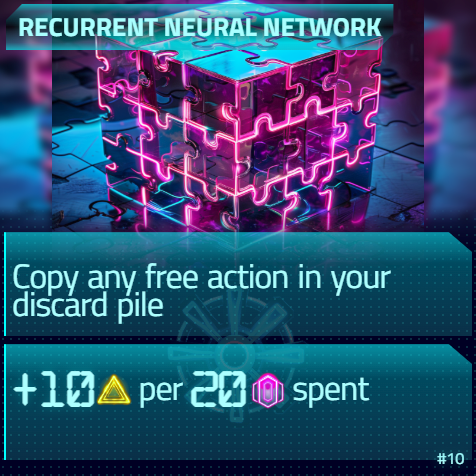 RECURRENT NEURAL NETWORK
Copy any free action in your
discard pile
+10 per 20 spent
#10